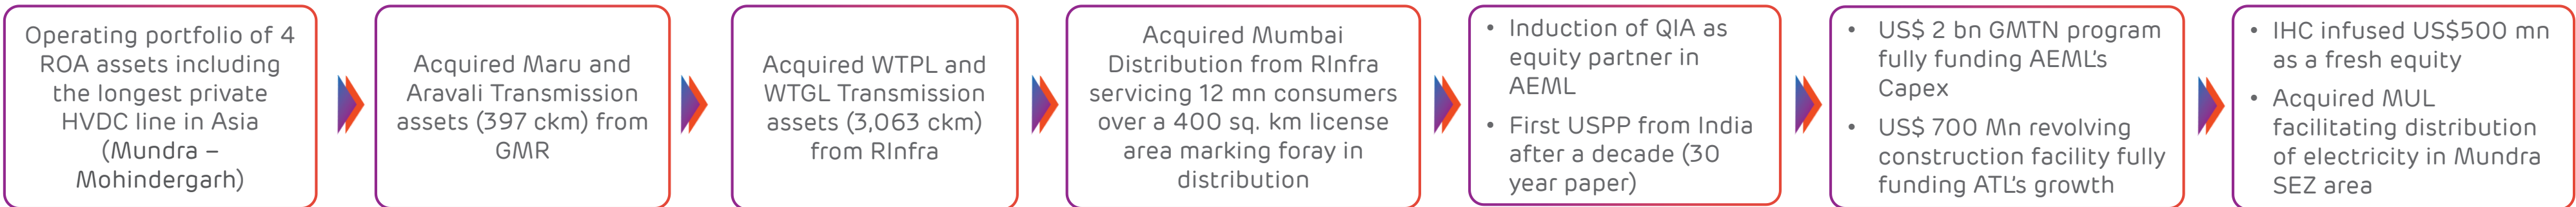 Operating portfolio of 4
ROA assets including
the longest private
HVDC line in Asia
(Mundra –
Mohindergarh)
Acquired Maru and
Aravali Transmission
assets (397 ckm) from
GMR
Acquired WTPL and
WTGL Transmission
assets (3,063 ckm)
from RInfra
Acquired Mumbai
Distribution from RInfra
servicing 12 mn consumers
over a 400 sq. km license
area marking foray in
distribution
• Induction of QIA as
equity partner in
AEML
• First USPP from India
after a decade (30
year paper)
• US$ 2 bn GMTN program
fully funding AEML's
Capex
• US$ 700 Mn revolving
construction facility fully
funding ATL's growth
• IHC infused US$500 mn
as a fresh equity
• Acquired MUL
facilitating distribution
of electricity in Mundra
SEZ area